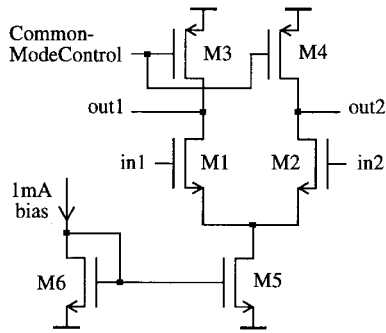 Common-
ModeControl
M3
M4
out1
out2
in1
M1
M2
in2
1mA
bias
M6
M5